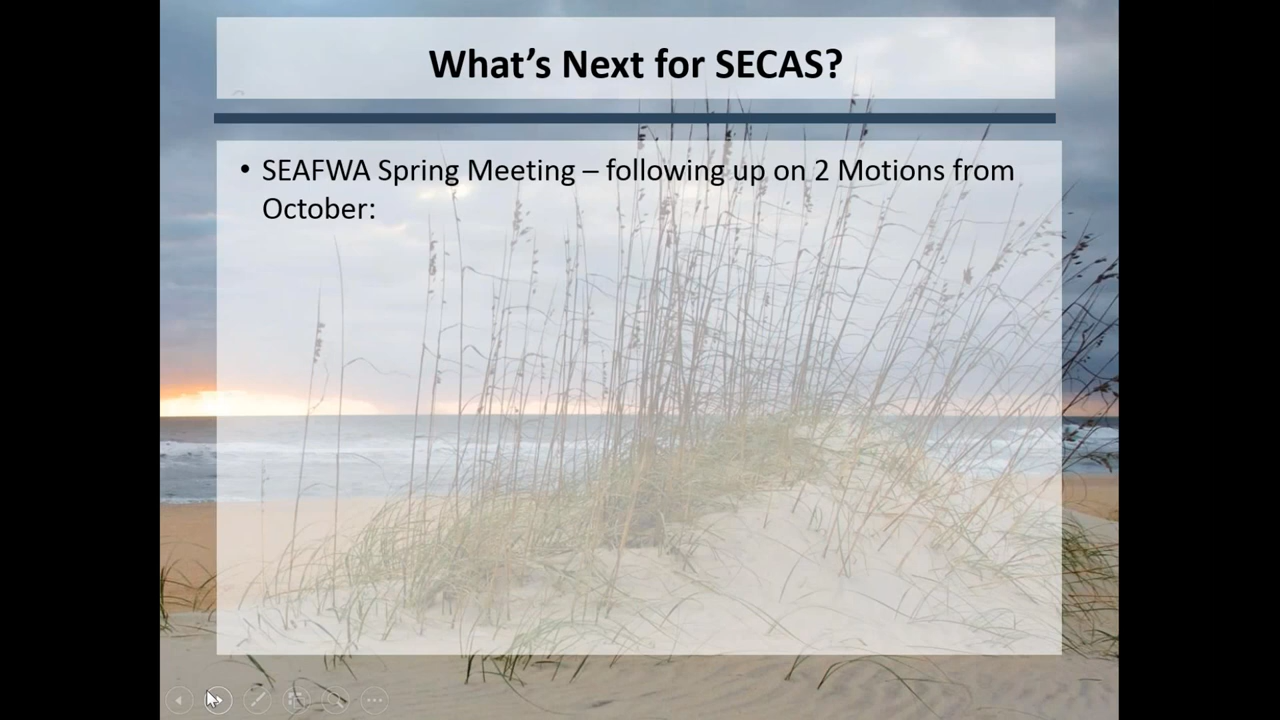 What’s Next for SECAS?
• SEAFWA Spring Meeting – following up on 2 Motions from
October: